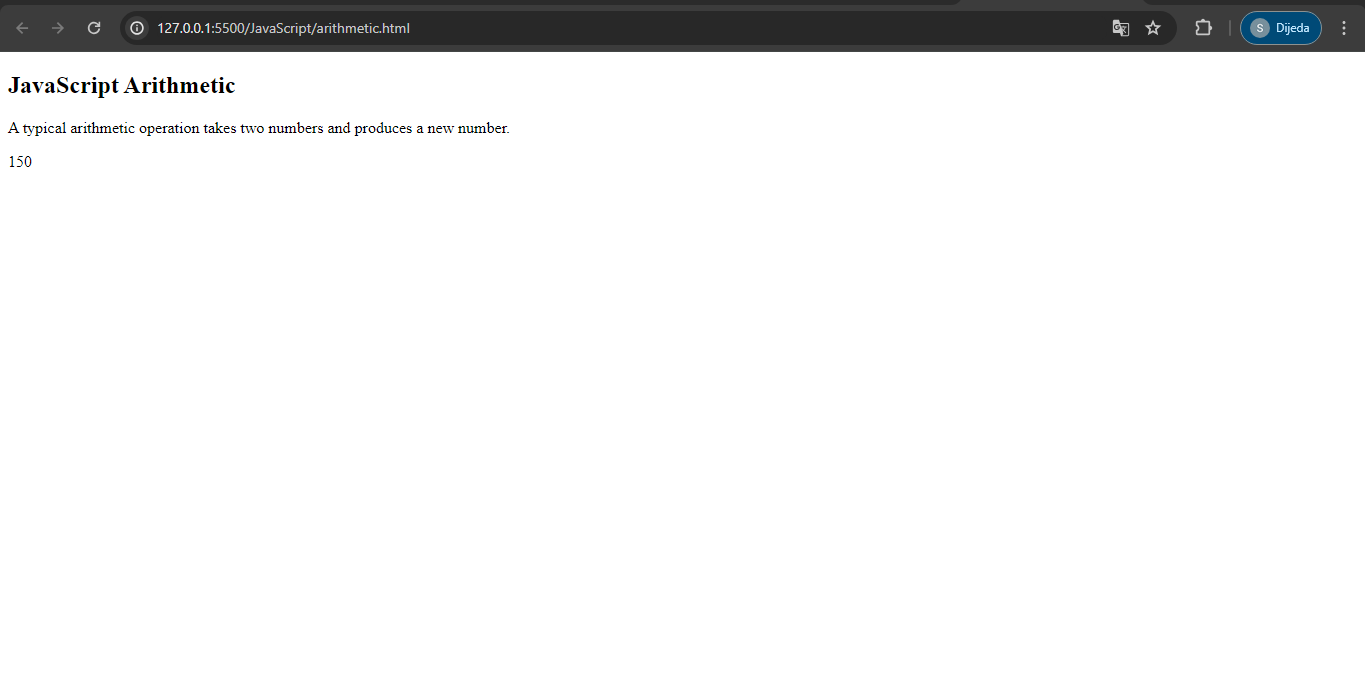 127.0.0.1:5500/JavaScript/arithmetic.html
S Dijeda
JavaScript Arithmetic
A typical arithmetic operation takes two numbers and produces a new number.
150